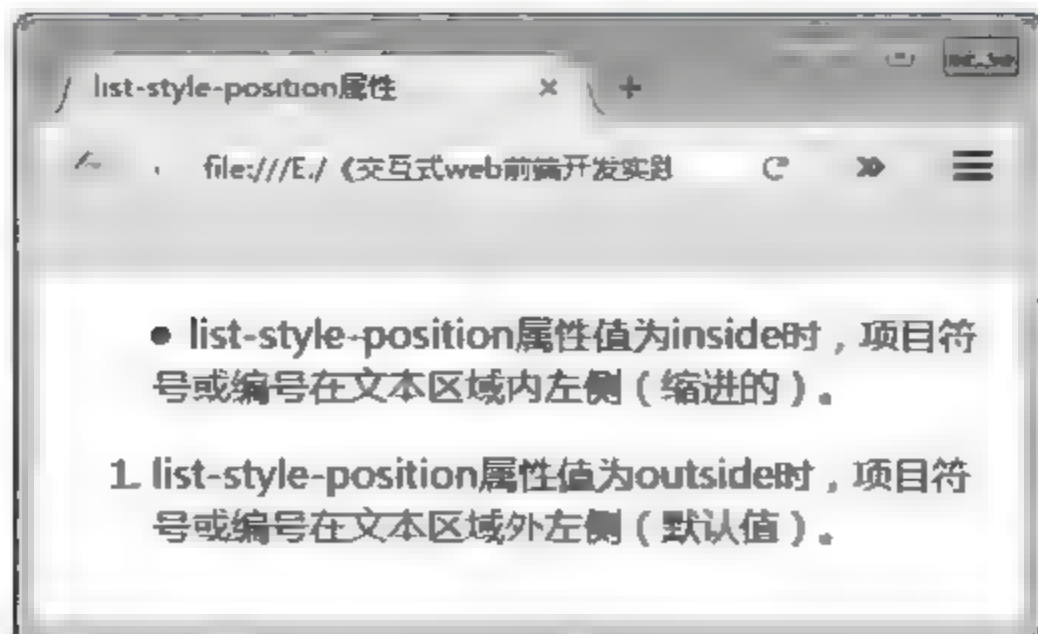 list-style-position属性
file:///E:/《交互式web前端开发实践
• list-style-position属性值为inside时，项目符
号或编号在文本区域内左侧（缩进的）。
1. list-style-position属性值为outside时，项目符
号或编号在文本区域外左侧（默认值）。